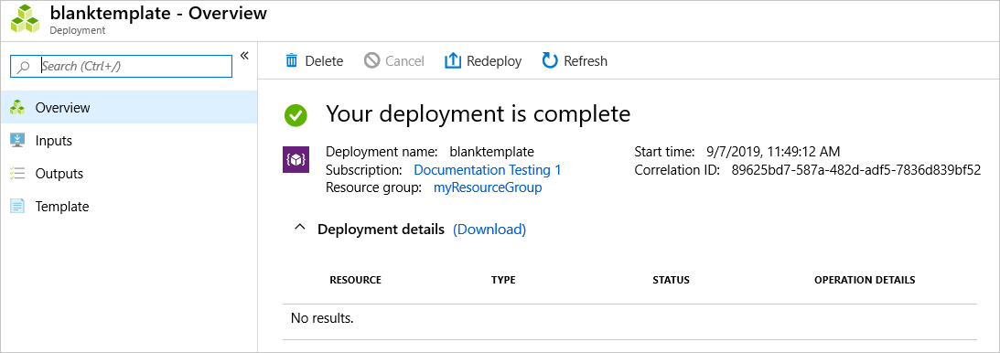 blanktemplate - Overview
Deployment
Search (Ctrl+/)
«
Delete Cancel Redeploy Refresh
Overview
Inputs
Outputs
Template
Your deployment is complete
Deployment name: blanktemplate Start time: 9/7/2019, 11:49:12 AM
Subscription: Documentation Testing 1 Correlation ID: 89625bd7-587a-482d-adf5-7836d839bf52
Resource group: myResourceGroup
Deployment details (Download)
RESOURCE TYPE STATUS OPERATION DETAILS
No results.